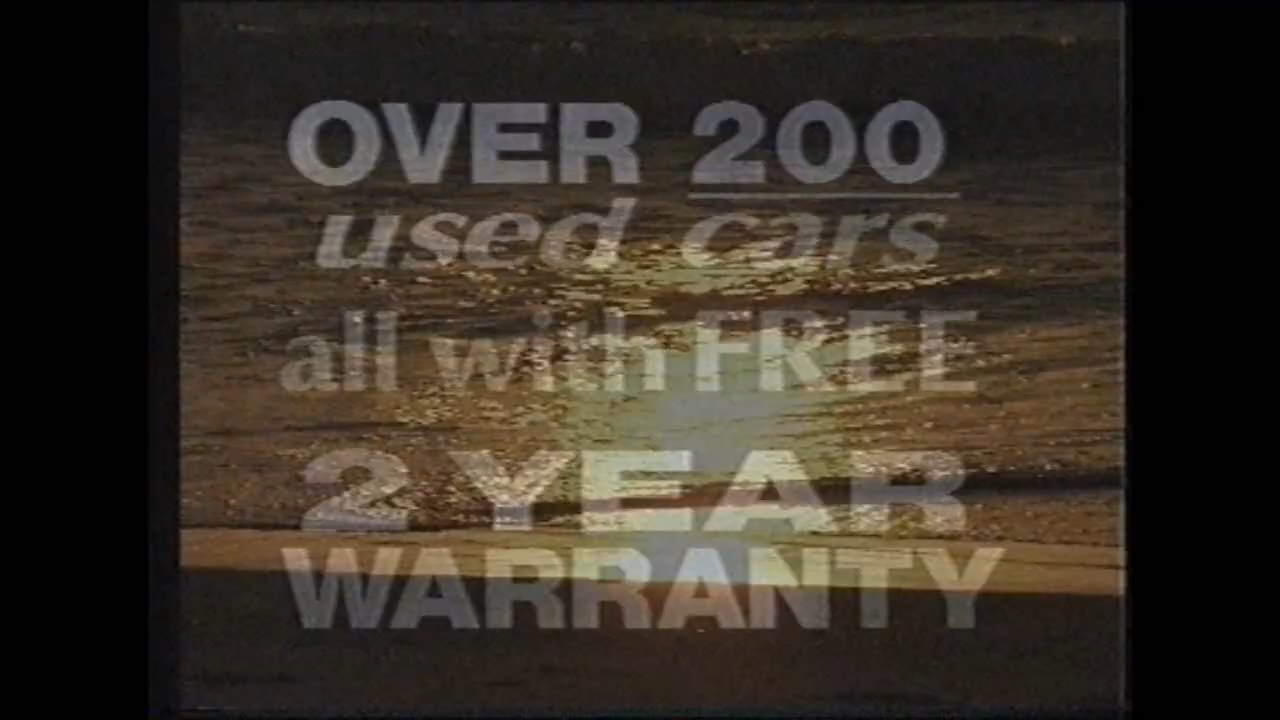 OVER 200
used cars
all with FREE
2 YEAR
WARRANTY